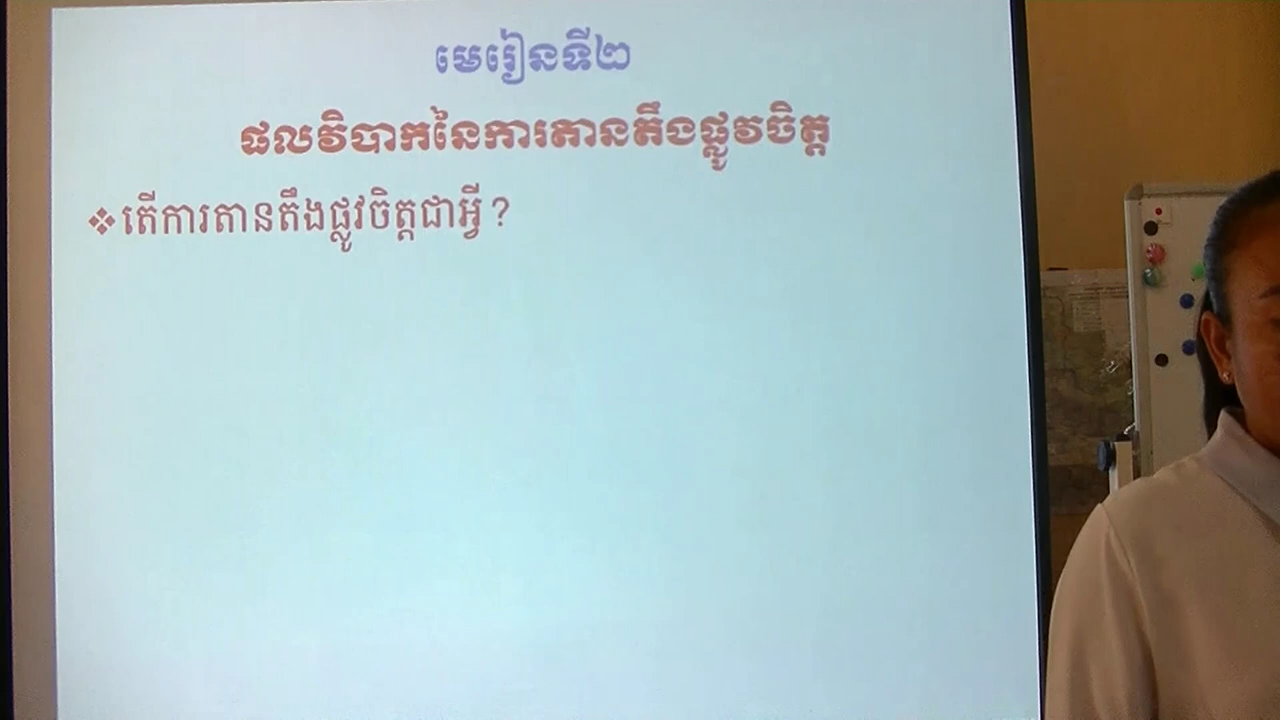 មេរៀនទី២
ផលវិបាកនៃការតានតឹងផ្លូវចិត្ត
❖តើការតានតឹងផ្លូវចិត្តជាអ្វី?